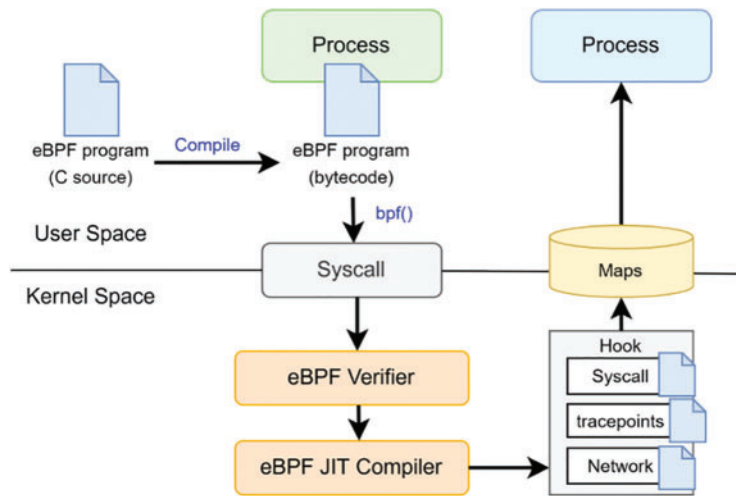 Process
Process
eBPF program
(C source)
Compile
eBPF program
(bytecode)
bpf()
User Space
Syscall
Maps
Kernel Space
Hook
Syscall
tracepoints
Network
eBPF Verifier
eBPF JIT Compiler